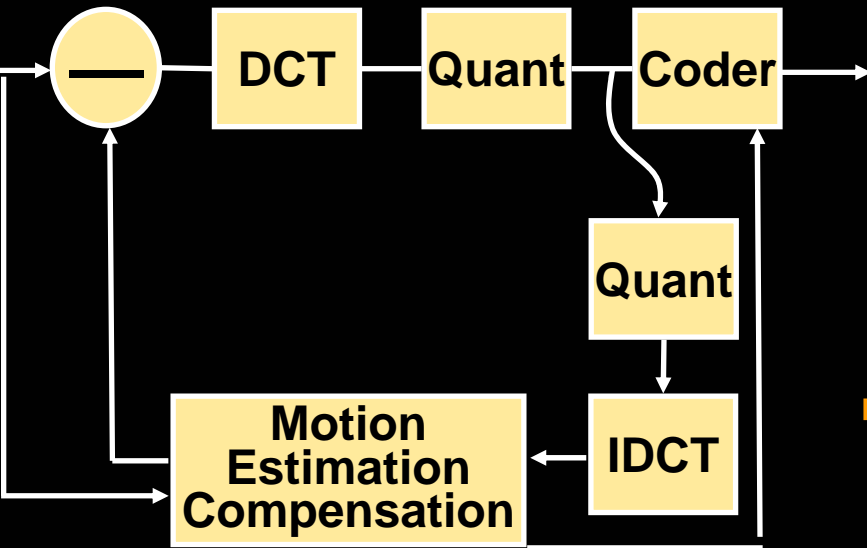 DCT
Quant
Coder
Quant
IDCT
Motion
Estimation
Compensation